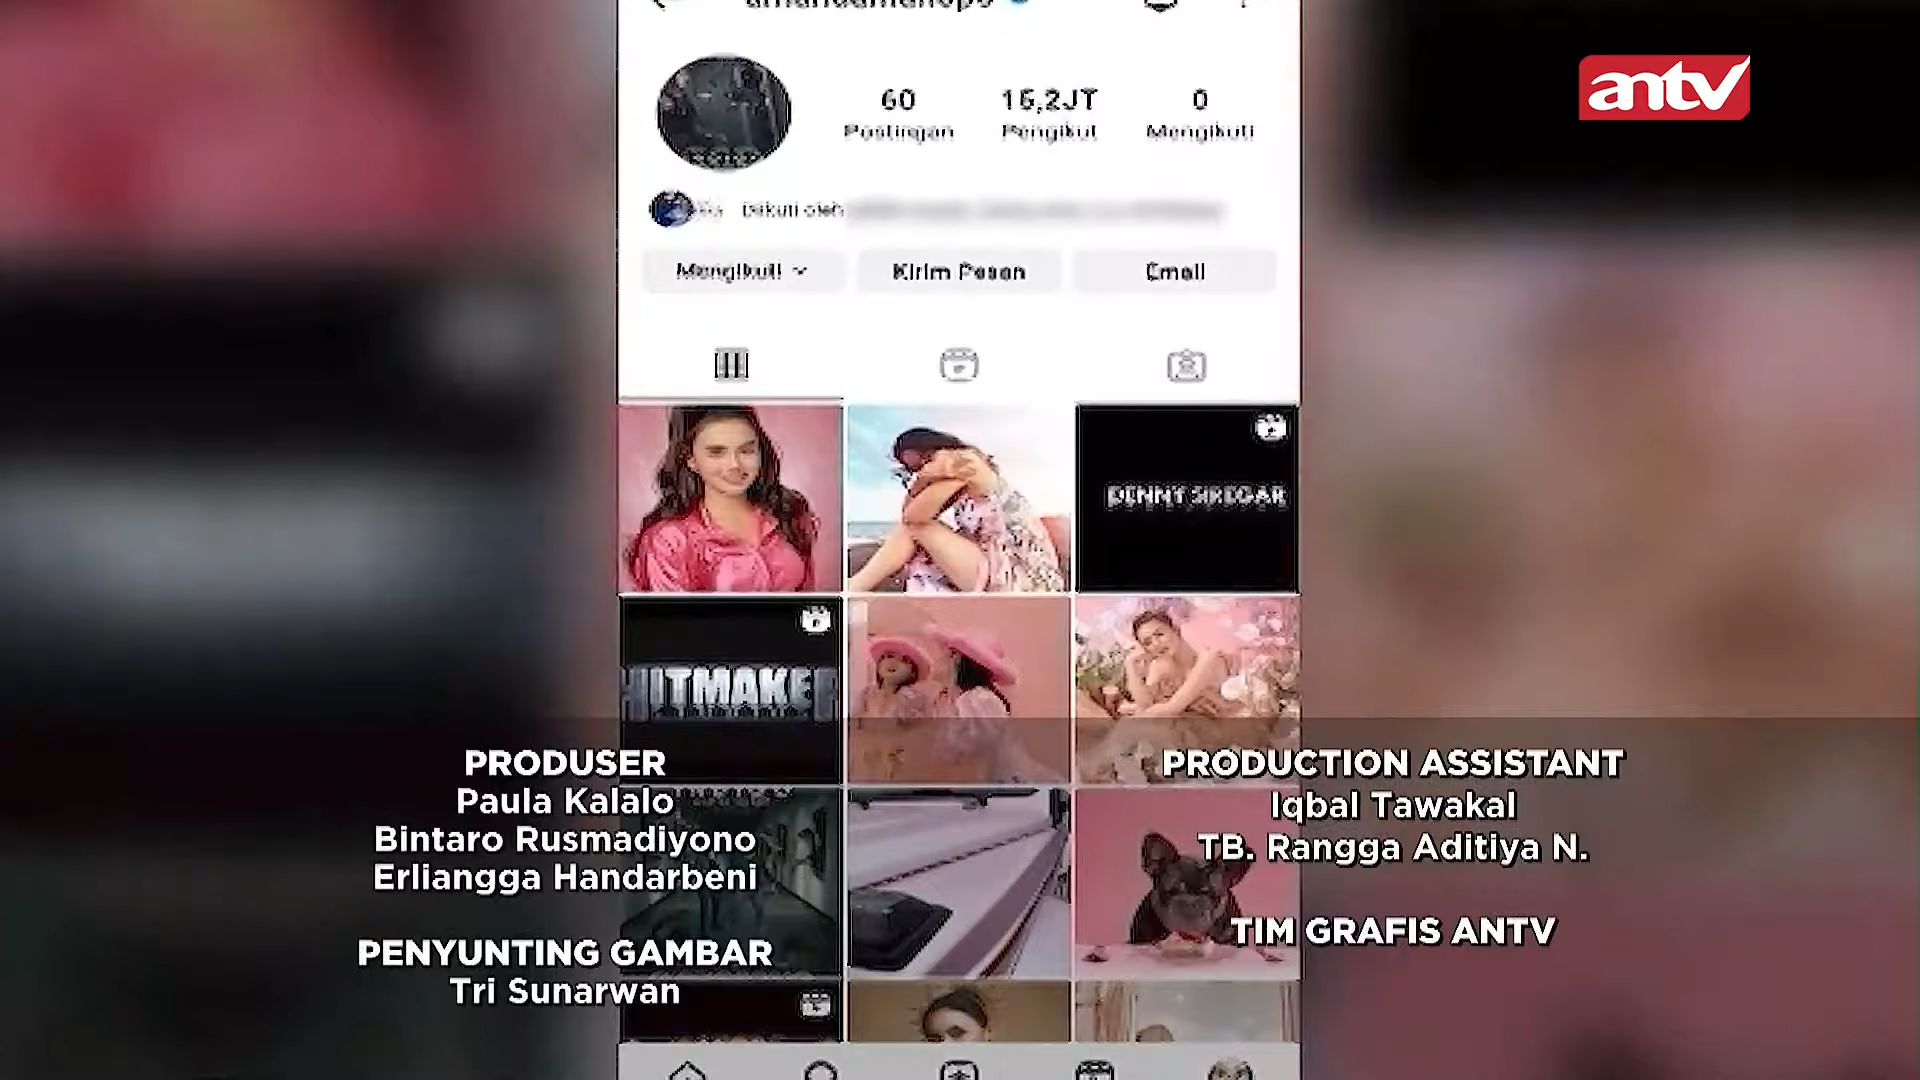 antv
60
15,2JT
0
Postingan
Pengikut
Mengikuti
Diikuti oleh
Mengikuti
Kirim Pesan
Email
DENNY SIREGAR
HITMAKER
PRODUSER
Paula Kalalo
Bintaro Rusmadiyono
Erliangga Handarbeni
PENYUNTING GAMBAR
Tri Sunarwan
PRODUCTION ASSISTANT
Iqbal Tawakal
TB. Rangga Aditiya N.
TIM GRAFIS ANTV